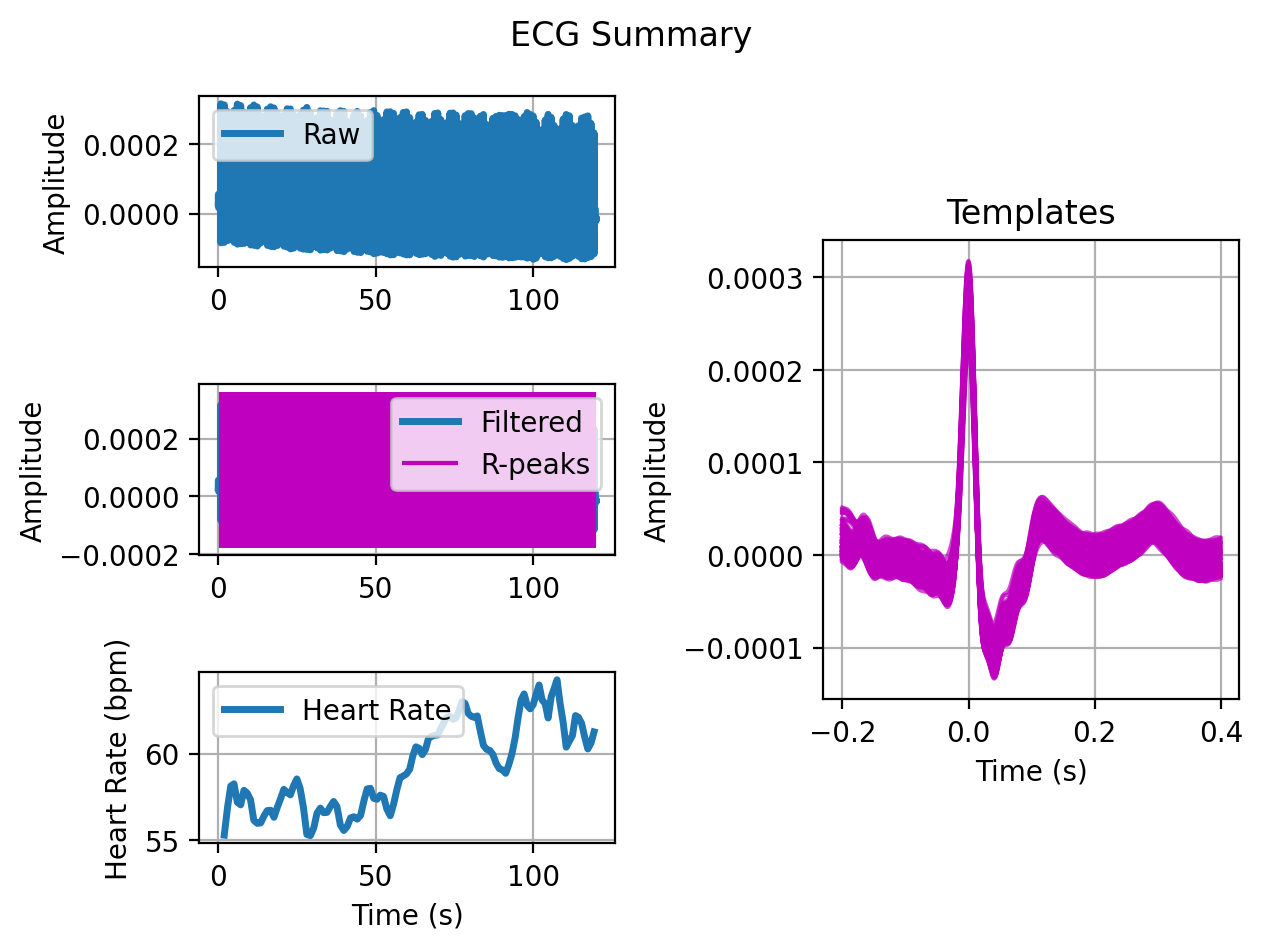 ECG Summary
Amplitude
0.0002
0.0000
Raw
0
50
100
Amplitude
0.0002
0.0000
−0.0002
Filtered
R-peaks
0
50
100
Heart Rate (bpm)
60
55
Heart Rate
0
50
100
Time (s)
Templates
Amplitude
0.0003
0.0002
0.0001
0.0000
−0.0001
−0.2
0.0
0.2
0.4
Time (s)